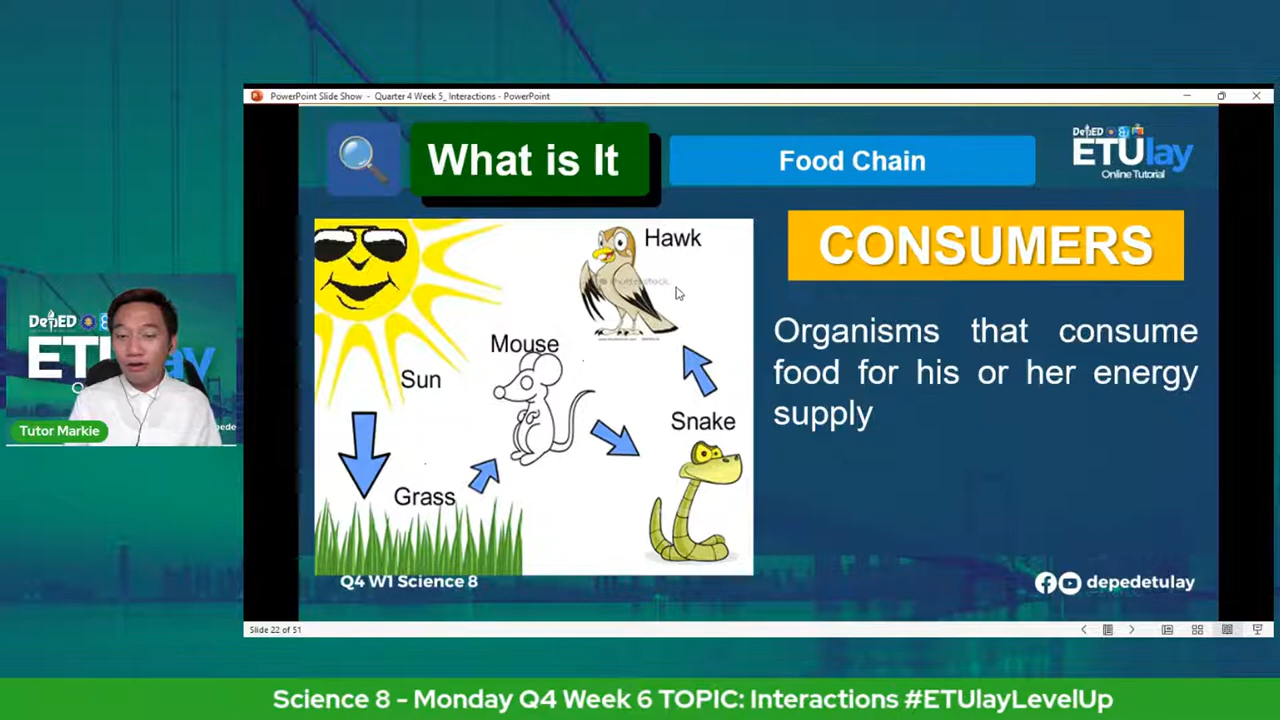 PowerPoint Slide Show - Quarter 4 Week 5_ Interactions - PowerPoint
What is It
Food Chain
DepED
ETUlay
Online Tutorial
CONSUMERS
Hawk
Mouse
Sun
Snake
Grass
Organisms that consume
food for his or her energy
supply
DepED
ETUlay
Tutor Markie
Q4 W1 Science 8
depedetulay
Slide 22 of 51
Science 8 - Monday Q4 Week 6 TOPIC: Interactions #ETUlayLevelUp